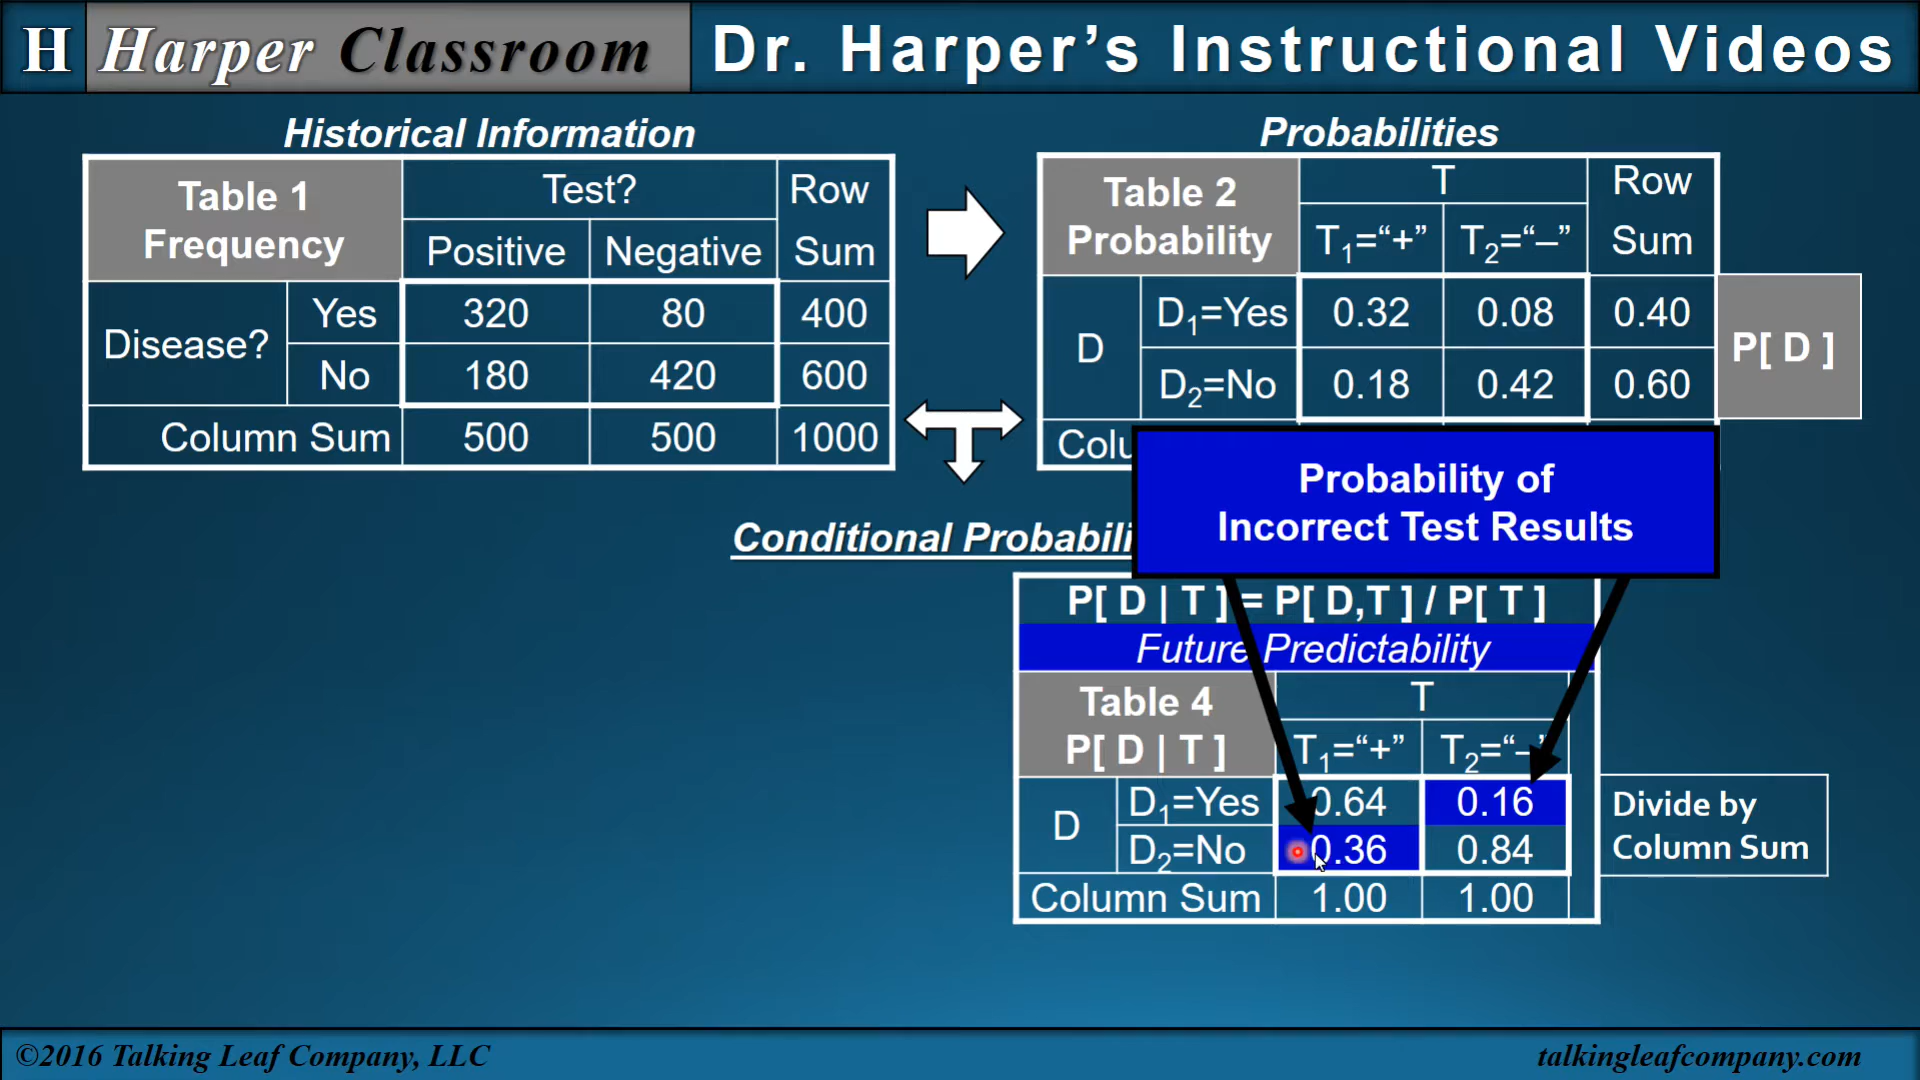 H Harper Classroom Dr. Harper’s Instructional Videos
Historical Information
Table 1
Frequency
Test?
Row
Sum
Positive Negative
Disease?
Yes 320 80 400
No 180 420 600
Column Sum 500 500 1000
Probabilities
Table 2
Probability
T
Row
Sum
T1=“+” T2=“–”
D
D1=Yes 0.32 0.08 0.40
D2=No 0.18 0.42 0.60
P[ D ]
Probability of
Incorrect Test Results
P[ D | T ] = P[ D,T ] / P[ T ]
Future Predictability
Table 4
P[ D | T ]
T
T1=“+” T2=“–”
D
D1=Yes 0.64 0.16
D2=No 0.36 0.84
Column Sum 1.00 1.00
Divide by
Column Sum
Conditional
©2016 Talking Leaf Company, LLC
talkingleafcompany.com